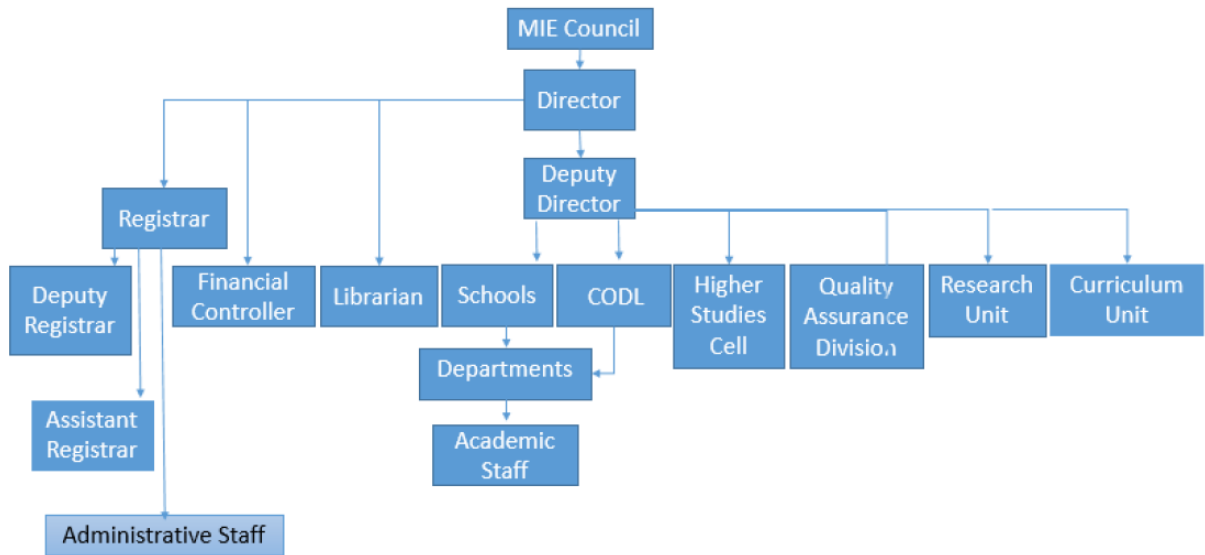 MIE Council
Director
Deputy
Director
Registrar
Deputy
Registrar
Financial
Controller
Librarian
Schools
CODL
Higher
Studies
Cell
Quality
Assurance
Division
Research
Unit
Curriculum
Unit
Departments
Assistant
Registrar
Academic
Staff
Administrative Staff